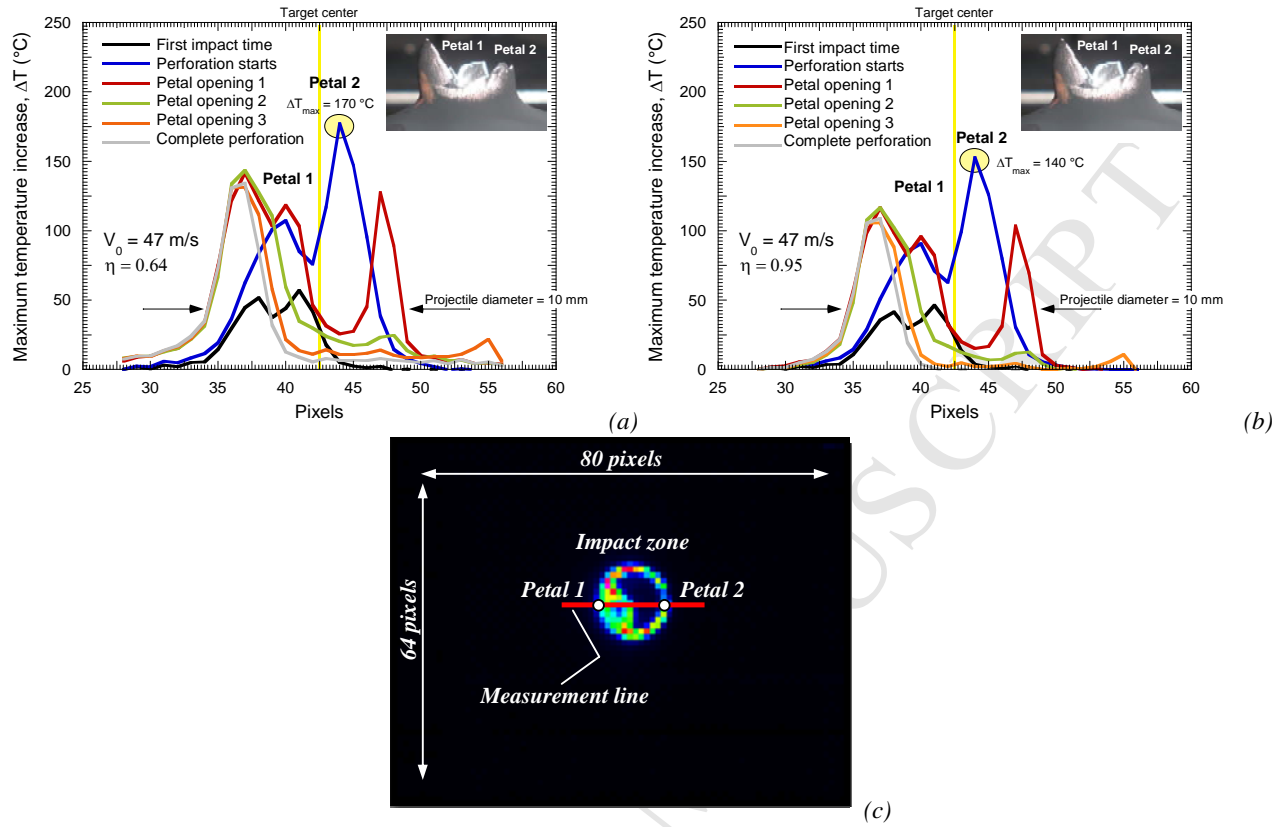 Target center
Maximum temperature increase, ΔT (°C)
250
200
150
100
50
0
First impact time
Perforation starts
Petal opening 1
Petal opening 2
Petal opening 3
Complete perforation
Petal 1
Petal 2
Petal 2
ΔTmax = 170 °C
Petal 1
V0 = 47 m/s
η = 0.64
Projectile diameter = 10 mm
25 30 35 40 45 50 55 60
Pixels
(a)
Target center
Maximum temperature increase, ΔT (°C)
250
200
150
100
50
0
First impact time
Perforation starts
Petal opening 1
Petal opening 2
Petal opening 3
Complete perforation
Petal 1
Petal 2
Petal 2
ΔTmax = 140 °C
Petal 1
V0 = 47 m/s
η = 0.95
Projectile diameter = 10 mm
25 30 35 40 45 50 55 60
Pixels
(b)
80 pixels
64 pixels
Impact zone
Petal 1
Petal 2
Measurement line
(c)
USCRIPT